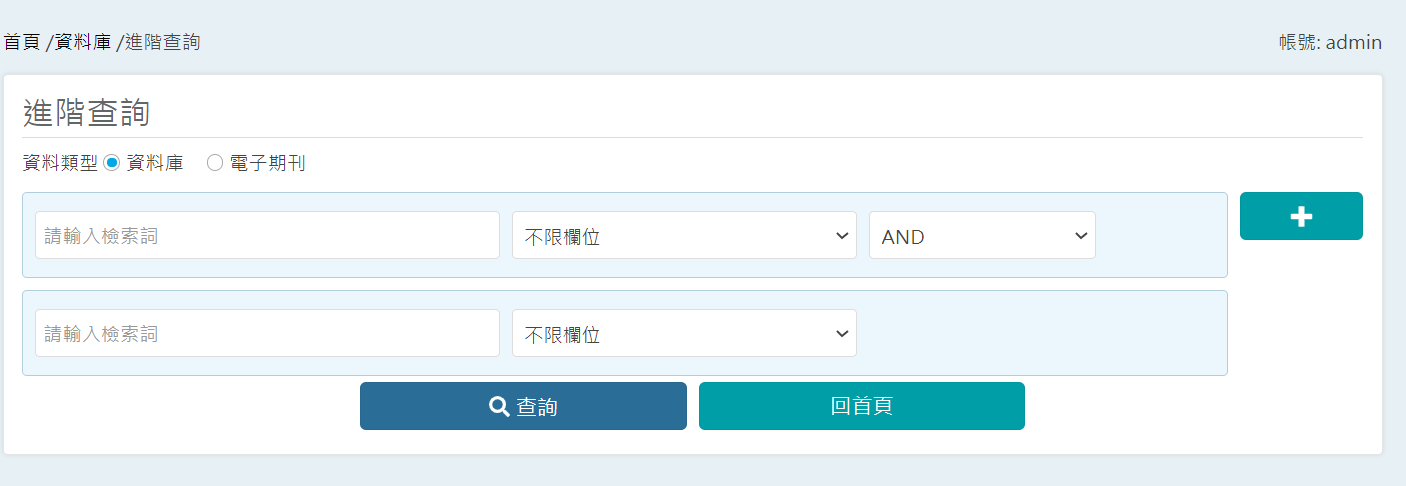 首頁 /資料庫 /進階查詢 帳號: admin
進階查詢
資料類型 資料庫 電子期刊
請輸入檢索詞 不限欄位 AND
請輸入檢索詞 不限欄位
查詢 回首頁